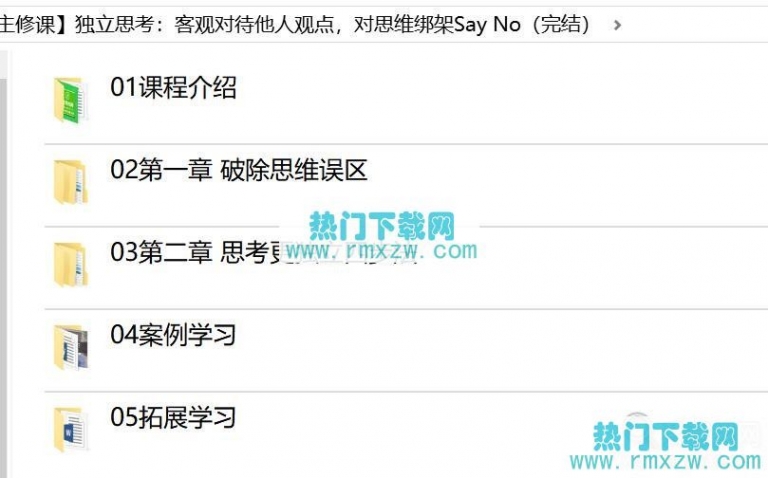 主修课】独立思考：客观对待他人观点，对思维绑架Say No（完结）
01课程介绍
02第一章 破除思维误区
热门下载网
www.rmxzw.com
03第二章 思考更
04案例学习
05拓展学习
热门下载网
www.rmxzw.com